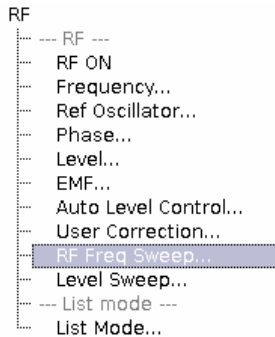 RF
--- RF ---
RF ON
Frequency...
Ref Oscillator...
Phase...
Level...
EMF...
Auto Level Control...
User Correction...
RF Freq Sweep...
Level Sweep...
--- List mode ---
List Mode...